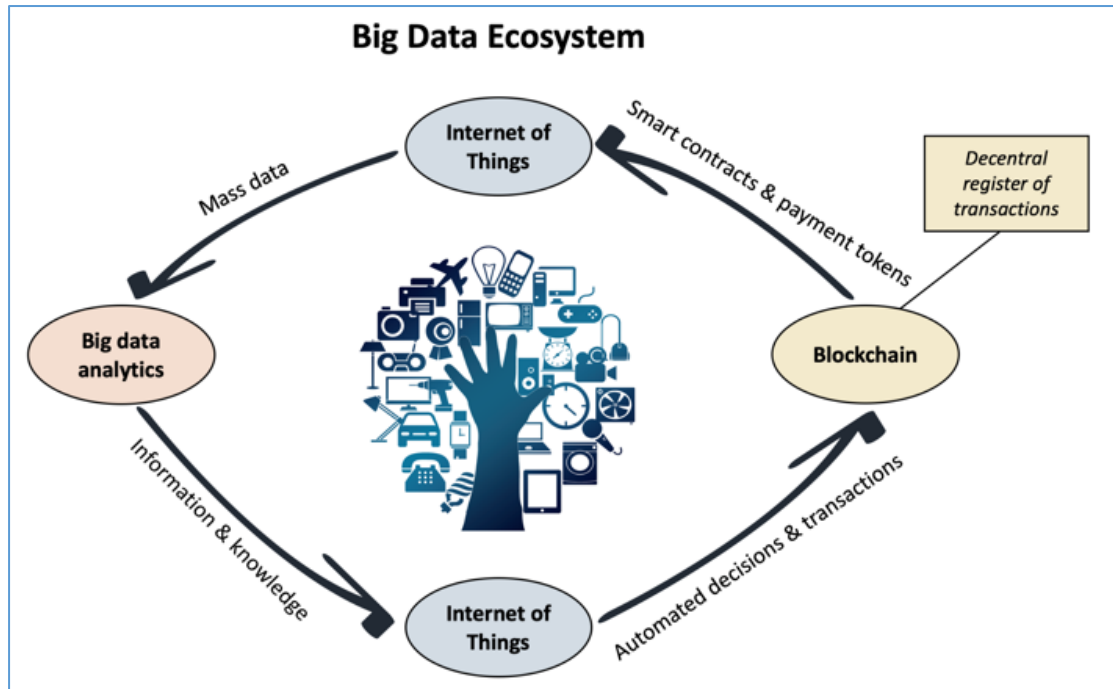 Big Data Ecosystem
Internet of
Things
Smart contracts & payment tokens
Decentral
register of
transactions
Mass data
Big data
analytics
Blockchain
Information & knowledge
Automated decisions & transactions
Internet of
Things